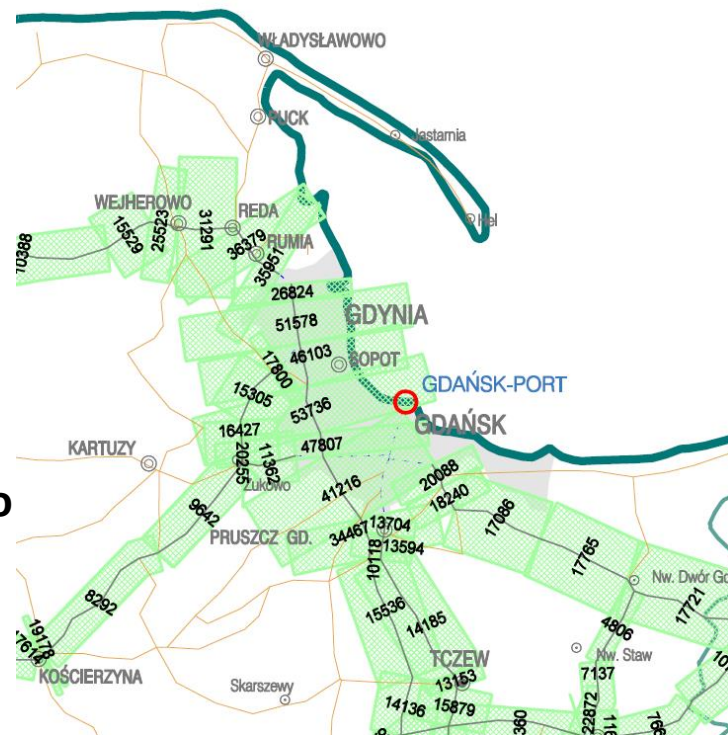 WŁADYSŁAWOWO
PUCK
Jastarnia
Hel
WEJHEROWO
REDA
RUMIA
10388
15529
25523
31291
36379
35951
26824
51578
GDYNIA
46103
SOPOT
17800
15305
53736
GDAŃSK-PORT
GDAŃSK
16427
47807
KARTUZY
20255
11362
Żukowo
41216
20088
18240
9642
PRUSZCZ GD.
34467
13704
13594
10118
17086
17765
Nw. Dwór Gd
17721
8292
15536
14185
4806
19178
17614
KOŚCIERZYNA
Skarszewy
TCZEW
13153
Nw. Staw
7137
14136
15879
22872